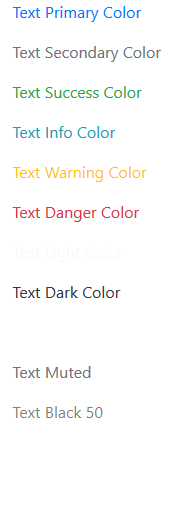 Text Primary Color
Text Secondary Color
Text Success Color
Text Info Color
Text Warning Color
Text Danger Color
Text Light Color
Text Dark Color
Text Muted
Text Black 50